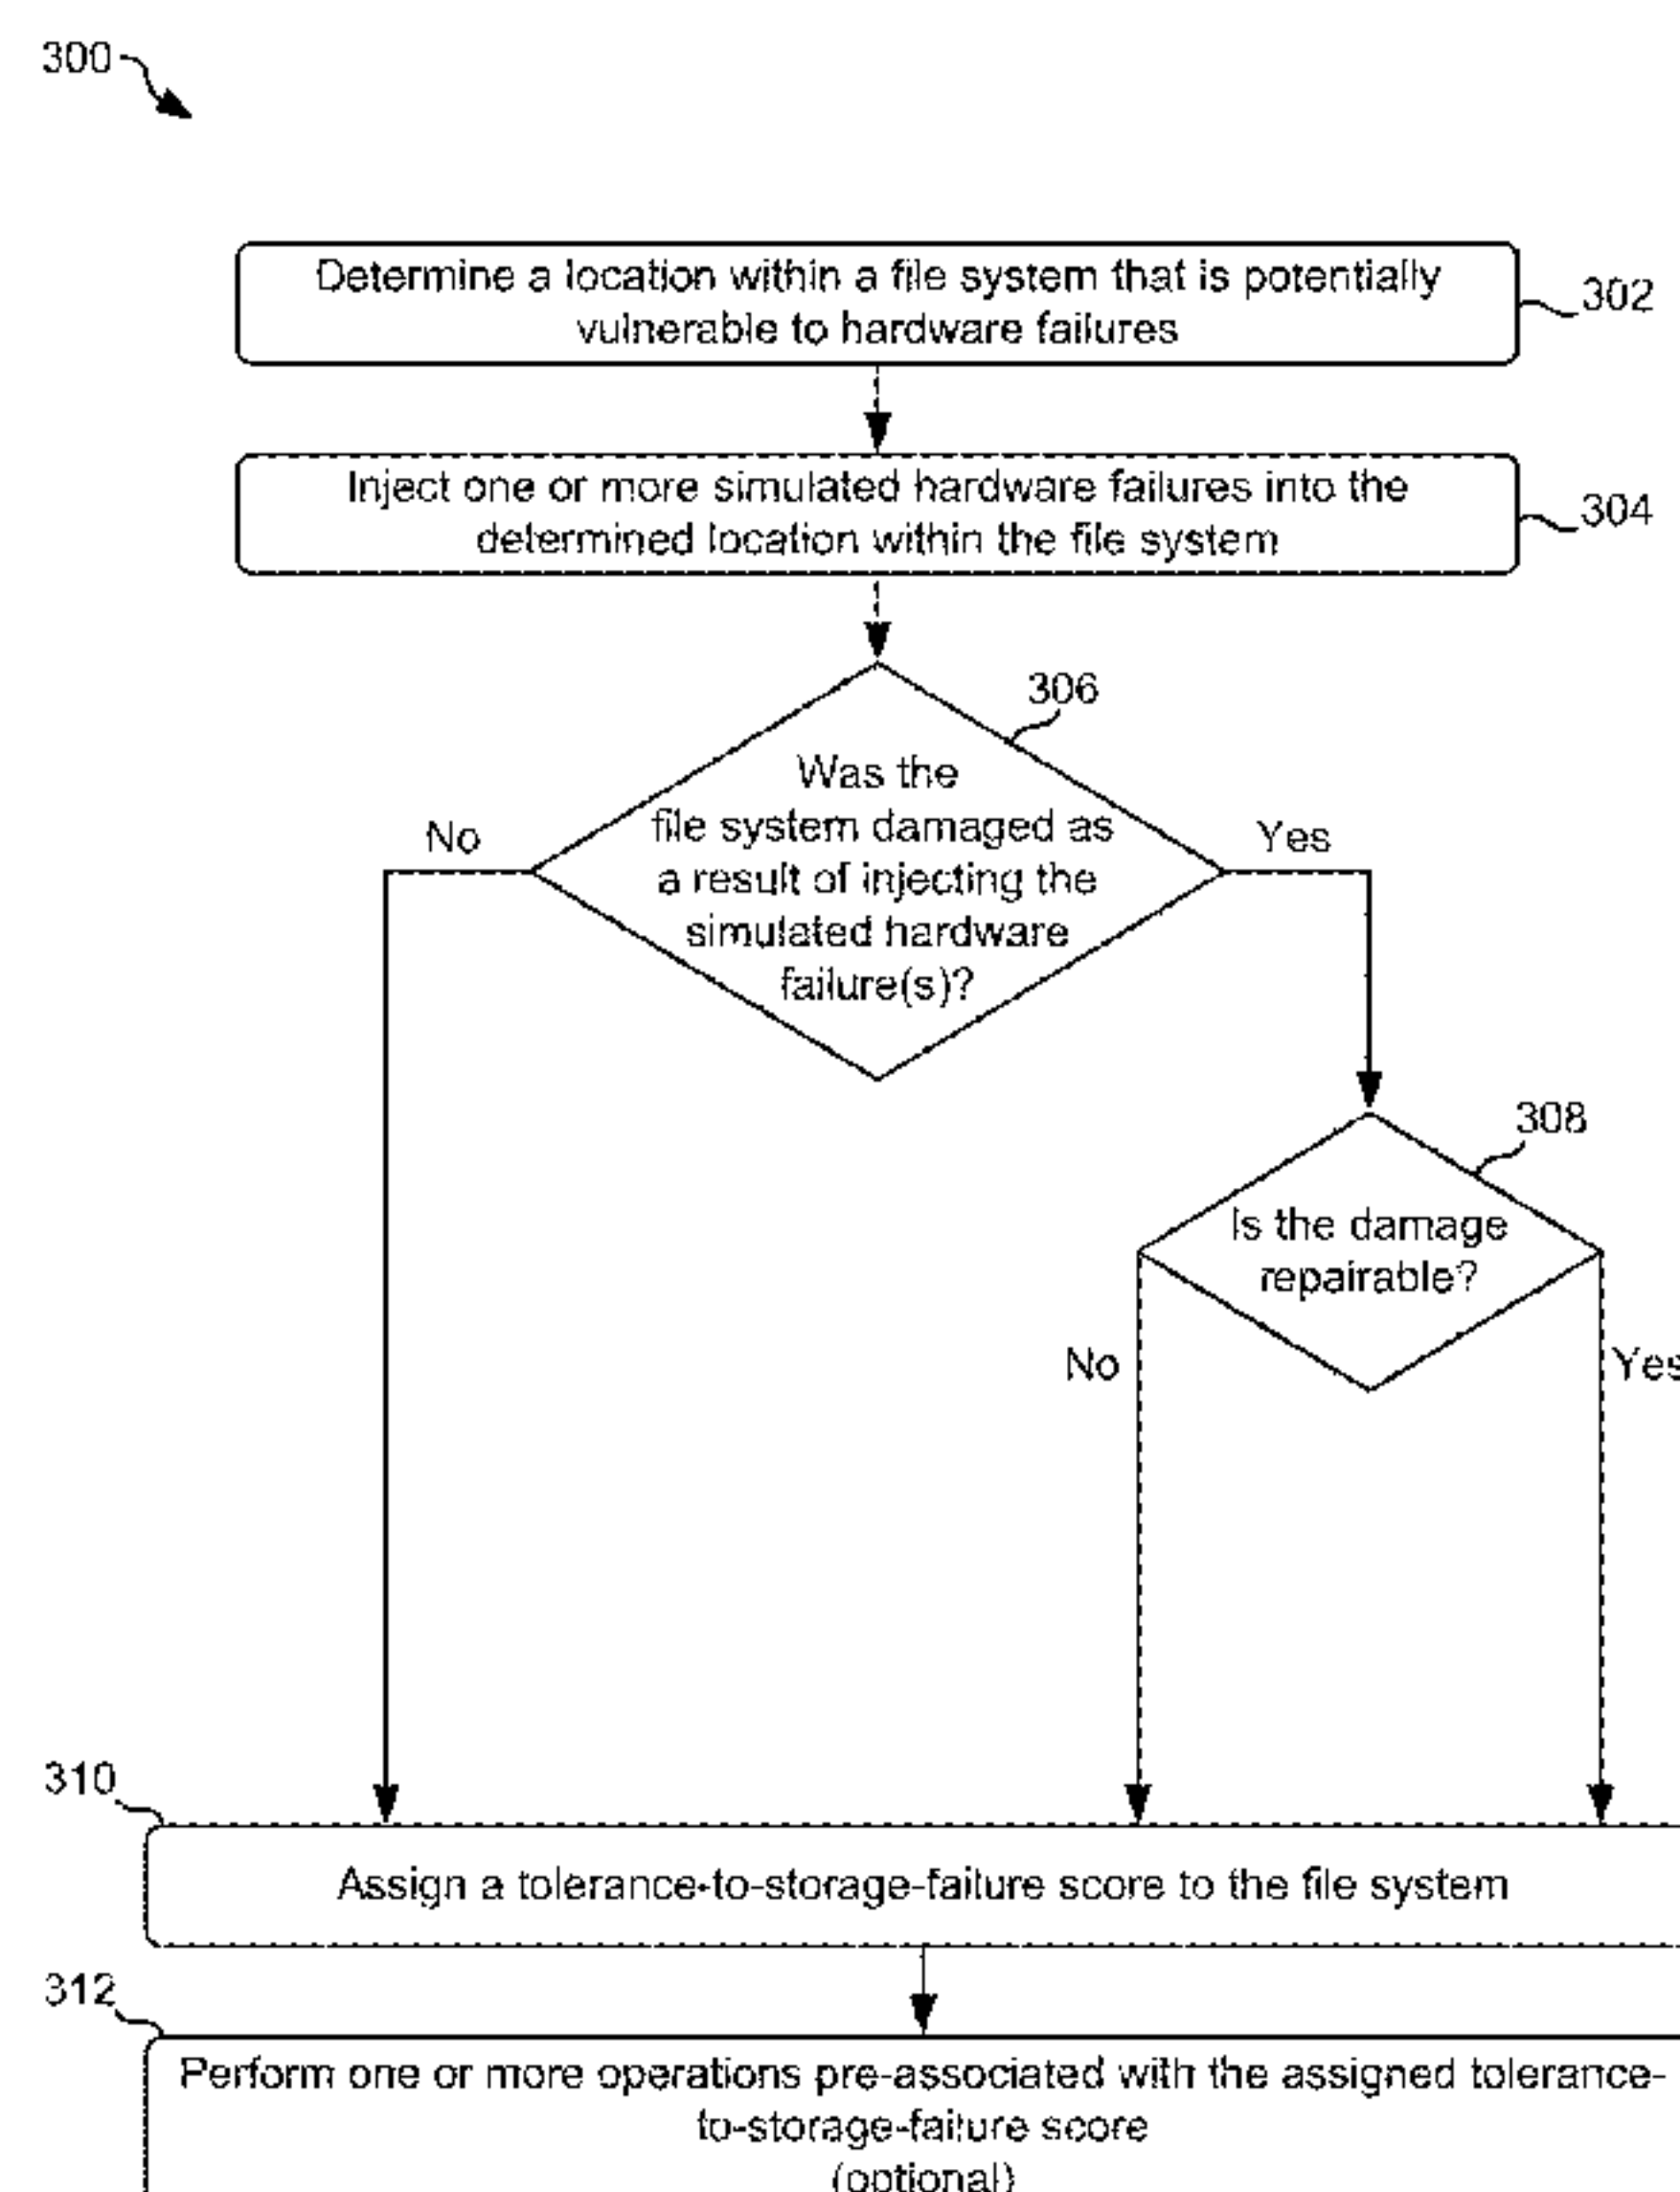 300
Determine a location within a file system that is potentially
vulnerable to hardware failures
302
Inject one or more simulated hardware failures into the
determined location within the file system
304
306
Was the
file system damaged as
a result of injecting the
simulated hardware
failure(s)?
No
Yes
308
Is the damage
repairable?
No
Yes
310
Assign a tolerance-to-storage-failure score to the file system
312
Perform one or more operations pre-associated with the assigned tolerance-
to-storage-failure score
(optional)